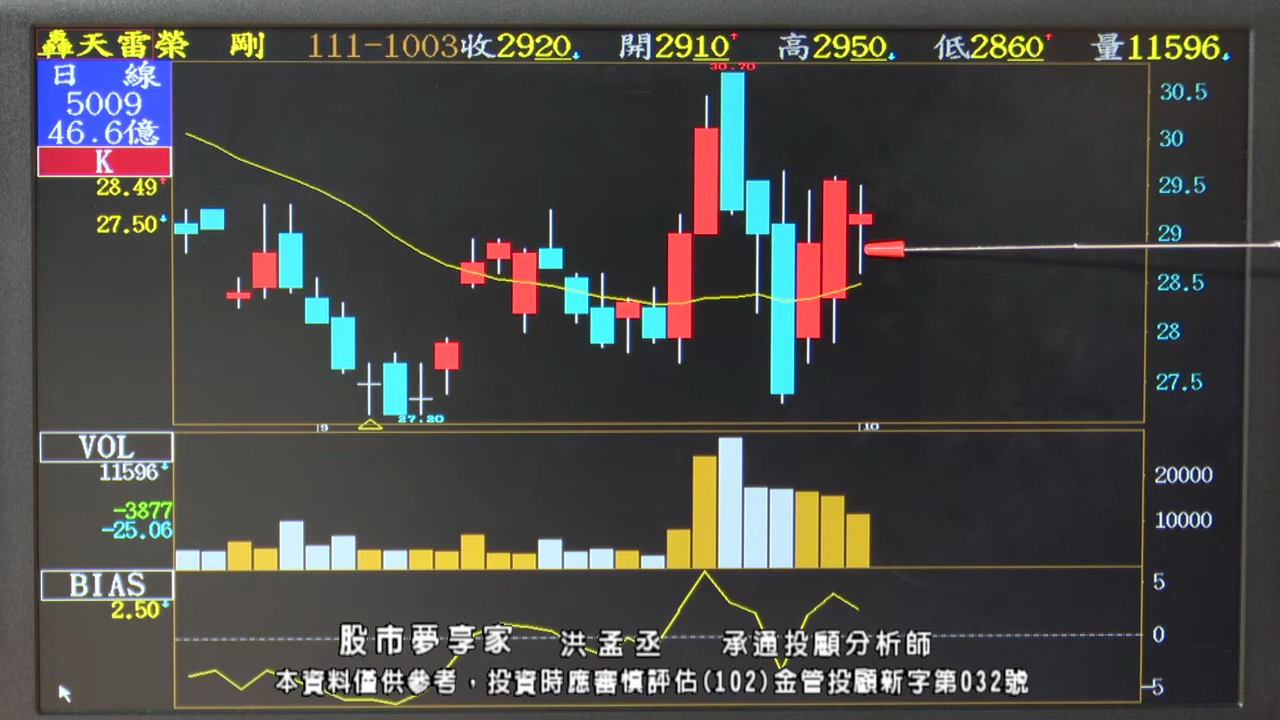 轟天雷榮 剛 111-1003收2920↓ 開2910↑ 高2950↓ 低2860↑ 量11596↓
日 線
5009
46.6億
K
28.49↑
27.50↓
30.70
30.5
30
29.5
29
28.5
28
27.5
27.20
9
10
VOL
11596↓
-3877
-25.06
20000
10000
BIAS
2.50↓
5
0
-5
股市夢享家 洪孟丞 承通投顧分析師
本資料僅供參考，投資時應審慎評估(102)金管投顧新字第032號